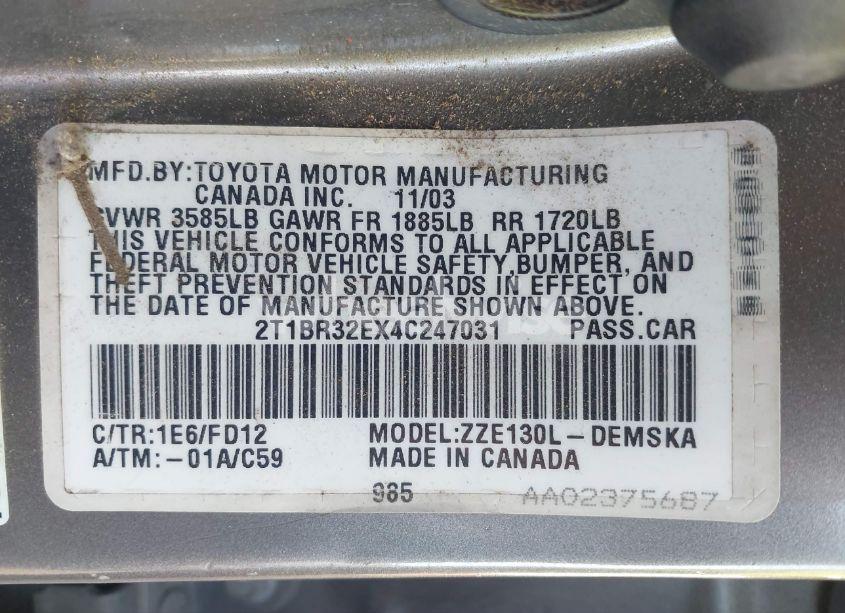 MFD.BY:TOYOTA MOTOR MANUFACTURING
CANADA INC. 11/03
GVWR 3585LB GAWR FR 1885LB RR 1720LB
THIS VEHICLE CONFORMS TO ALL APPLICABLE
FEDERAL MOTOR VEHICLE SAFETY,BUMPER, AND
THEFT PREVENTION STANDARDS IN EFFECT ON
THE DATE OF MANUFACTURE SHOWN ABOVE.
2T1BR32EX4C247031 PASS.CAR
C/TR:1E6/FD12 MODEL:ZZE130L-DEMSKA
A/TM:-01A/C59 MADE IN CANADA
985 AA02375687